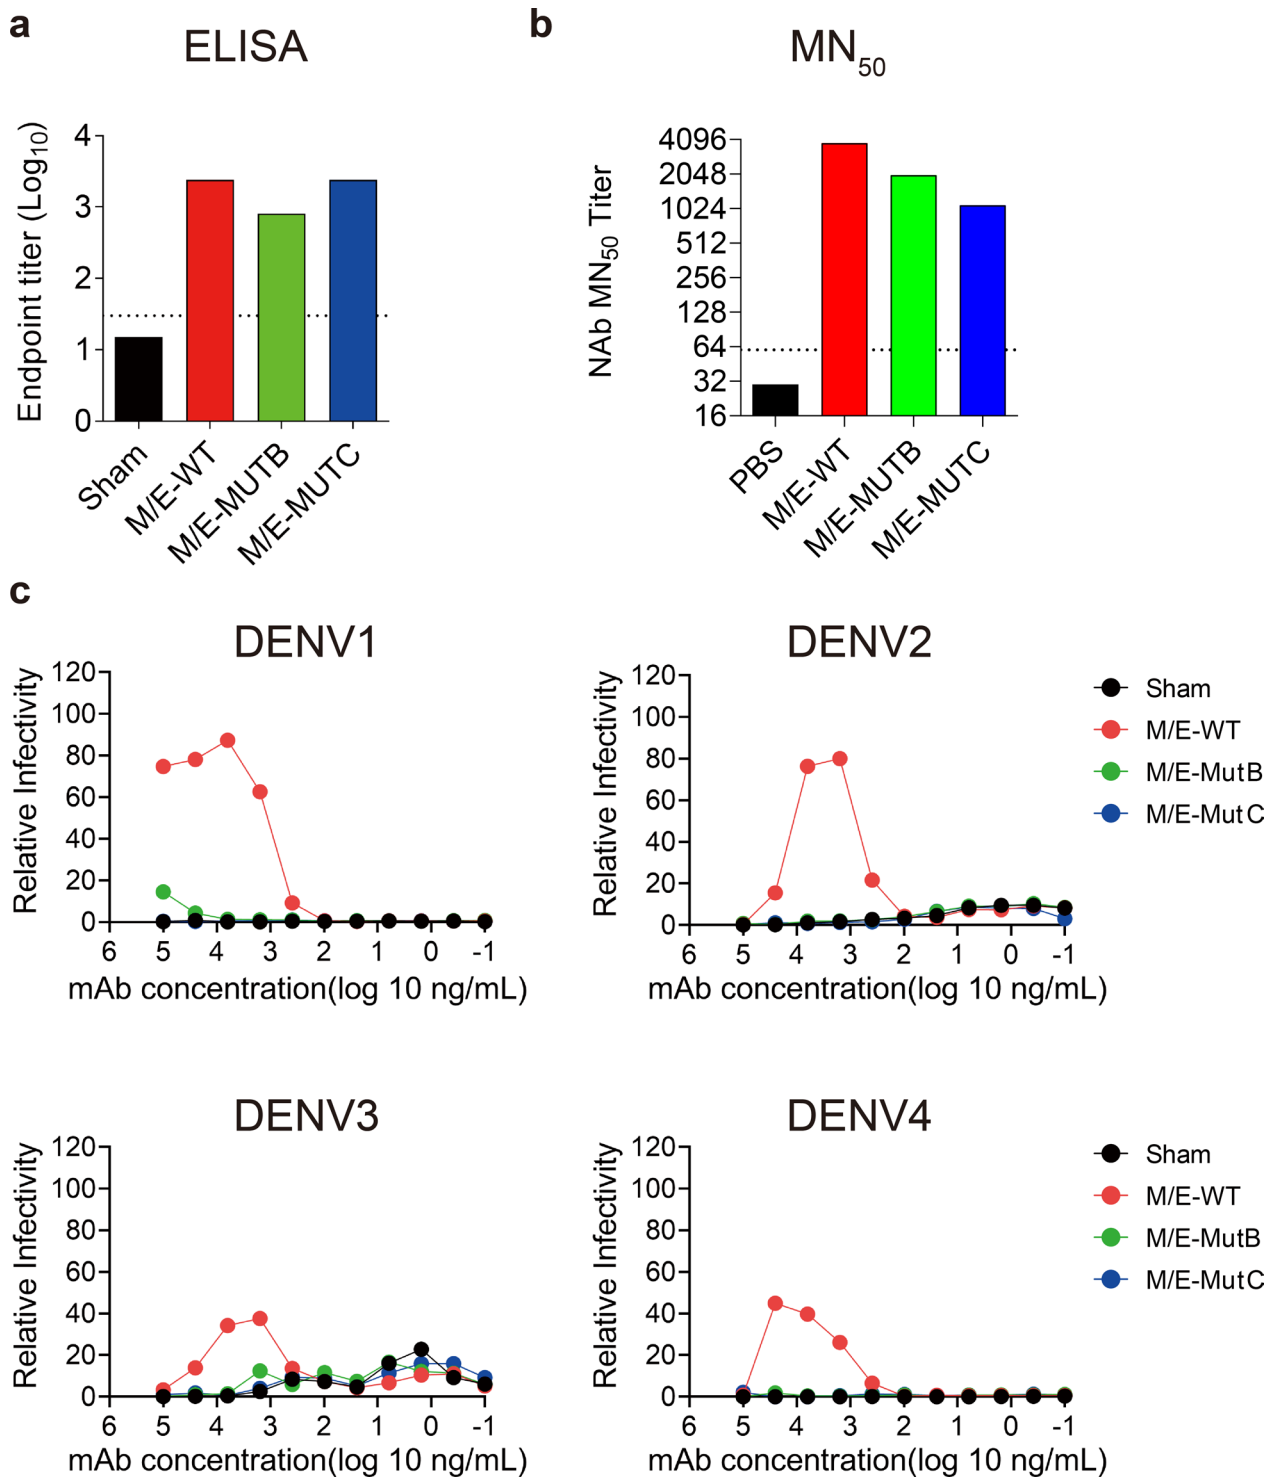 a
ELISA
Endpoint titer (Log10)
4
3
2
1
0
Sham
M/E-WT
M/E-MUTB
M/E-MUTC
b
MN50
NAb MN50 Titer
4096
2048
1024
512
256
128
64
32
16
PBS
M/E-WT
M/E-MUTB
M/E-MUTC
c
DENV1
Relative Infectivity
120
100
80
60
40
20
0
6 5 4 3 2 1 0 -1
mAb concentration(log 10 ng/mL)
DENV2
Relative Infectivity
120
100
80
60
40
20
0
6 5 4 3 2 1 0 -1
mAb concentration(log 10 ng/mL)
Sham
M/E-WT
M/E-MutB
M/E-MutC
DENV3
Relative Infectivity
120
100
80
60
40
20
0
6 5 4 3 2 1 0 -1
mAb concentration(log 10 ng/mL)
DENV4
Relative Infectivity
120
100
80
60
40
20
0
6 5 4 3 2 1 0 -1
mAb concentration(log 10 ng/mL)
Sham
M/E-WT
M/E-MutB
M/E-MutC